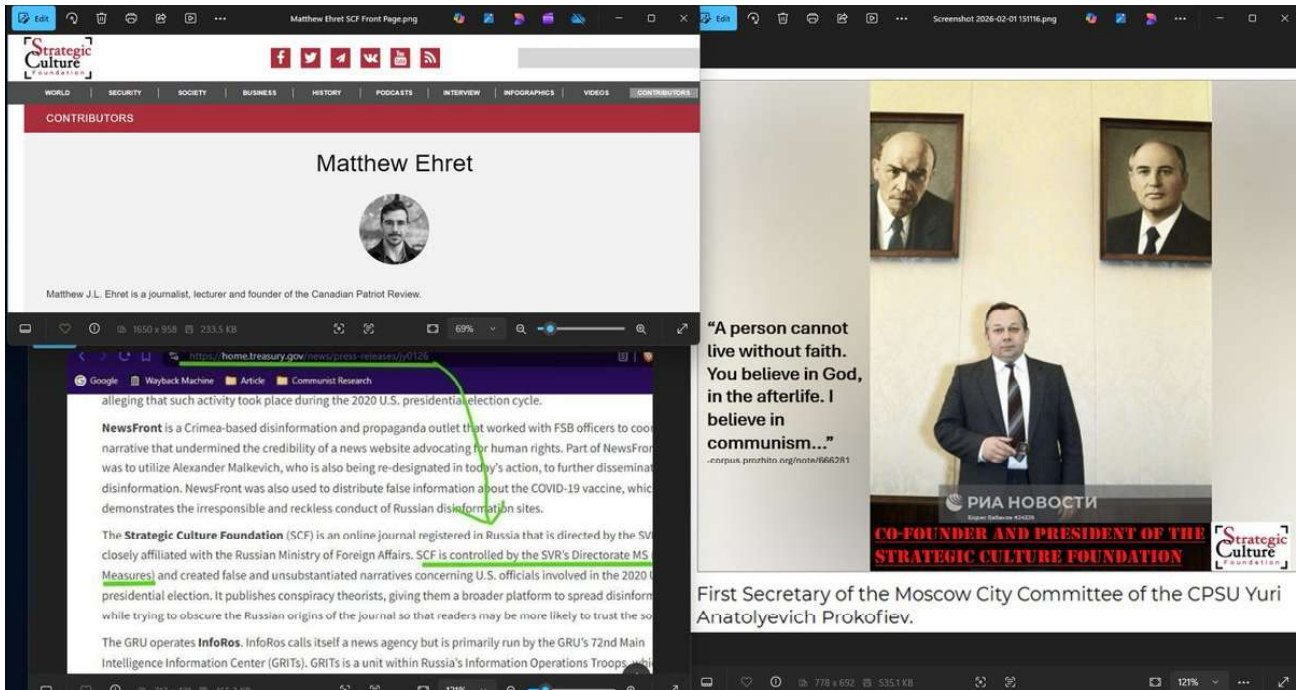 Edit
Matthew Ehret SCF Front Page.png
Strategic
Culture
Foundation
WORLD | SECURITY | SOCIETY | BUSINESS | HISTORY | PODCASTS | INTERVIEW | INFOGRAPHICS | VIDEOS | CONTRIBUTORS
CONTRIBUTORS
Matthew Ehret
Matthew J.L. Ehret is a journalist, lecturer and founder of the Canadian Patriot Review.
1650 x 958 233,5 KB 69%
https://home.treasury.gov/news/press-releases/jy0126
Google Wayback Machine Article Communist Research
alleging that such activity took place during the 2020 U.S. presidential election cycle.
NewsFront is a Crimea-based disinformation and propaganda outlet that worked with FSB officers to coor
narrative that undermined the credibility of a news website advocating for human rights. Part of NewsFron
was to utilize Alexander Malkevich, who is also being re-designated in today's action, to further disseminat
disinformation. NewsFront was also used to distribute false information about the COVID-19 vaccine, whic
demonstrates the irresponsible and reckless conduct of Russian disinformation sites.
The Strategic Culture Foundation (SCF) is an online journal registered in Russia that is directed by the SV
closely affiliated with the Russian Ministry of Foreign Affairs. SCF is controlled by the SVR's Directorate MS
Measures) and created false and unsubstantiated narratives concerning U.S. officials involved in the 2020
presidential election. It publishes conspiracy theorists, giving them a broader platform to spread disinform
while trying to obscure the Russian origins of the journal so that readers may be more likely to trust the so
The GRU operates InfoRos. InfoRos calls itself a news agency but is primarily run by the GRU's 72nd Main
Intelligence Information Center (GRITs). GRITs is a unit within Russia's Information Operations Troops, whi
Edit
Screenshot 2026-02-01 151116.png
"A person cannot
live without faith.
You believe in God,
in the afterlife. I
believe in
communism..."
-corpus.prozhito.org/note/666281
РИА НОВОСТИ
CO-FOUNDER AND PRESIDENT OF THE
STRATEGIC CULTURE FOUNDATION
Strategic
Culture
Foundation
First Secretary of the Moscow City Committee of the CPSU Yuri
Anatolyevich Prokofiev.
778 x 692 535.1 KB 121%